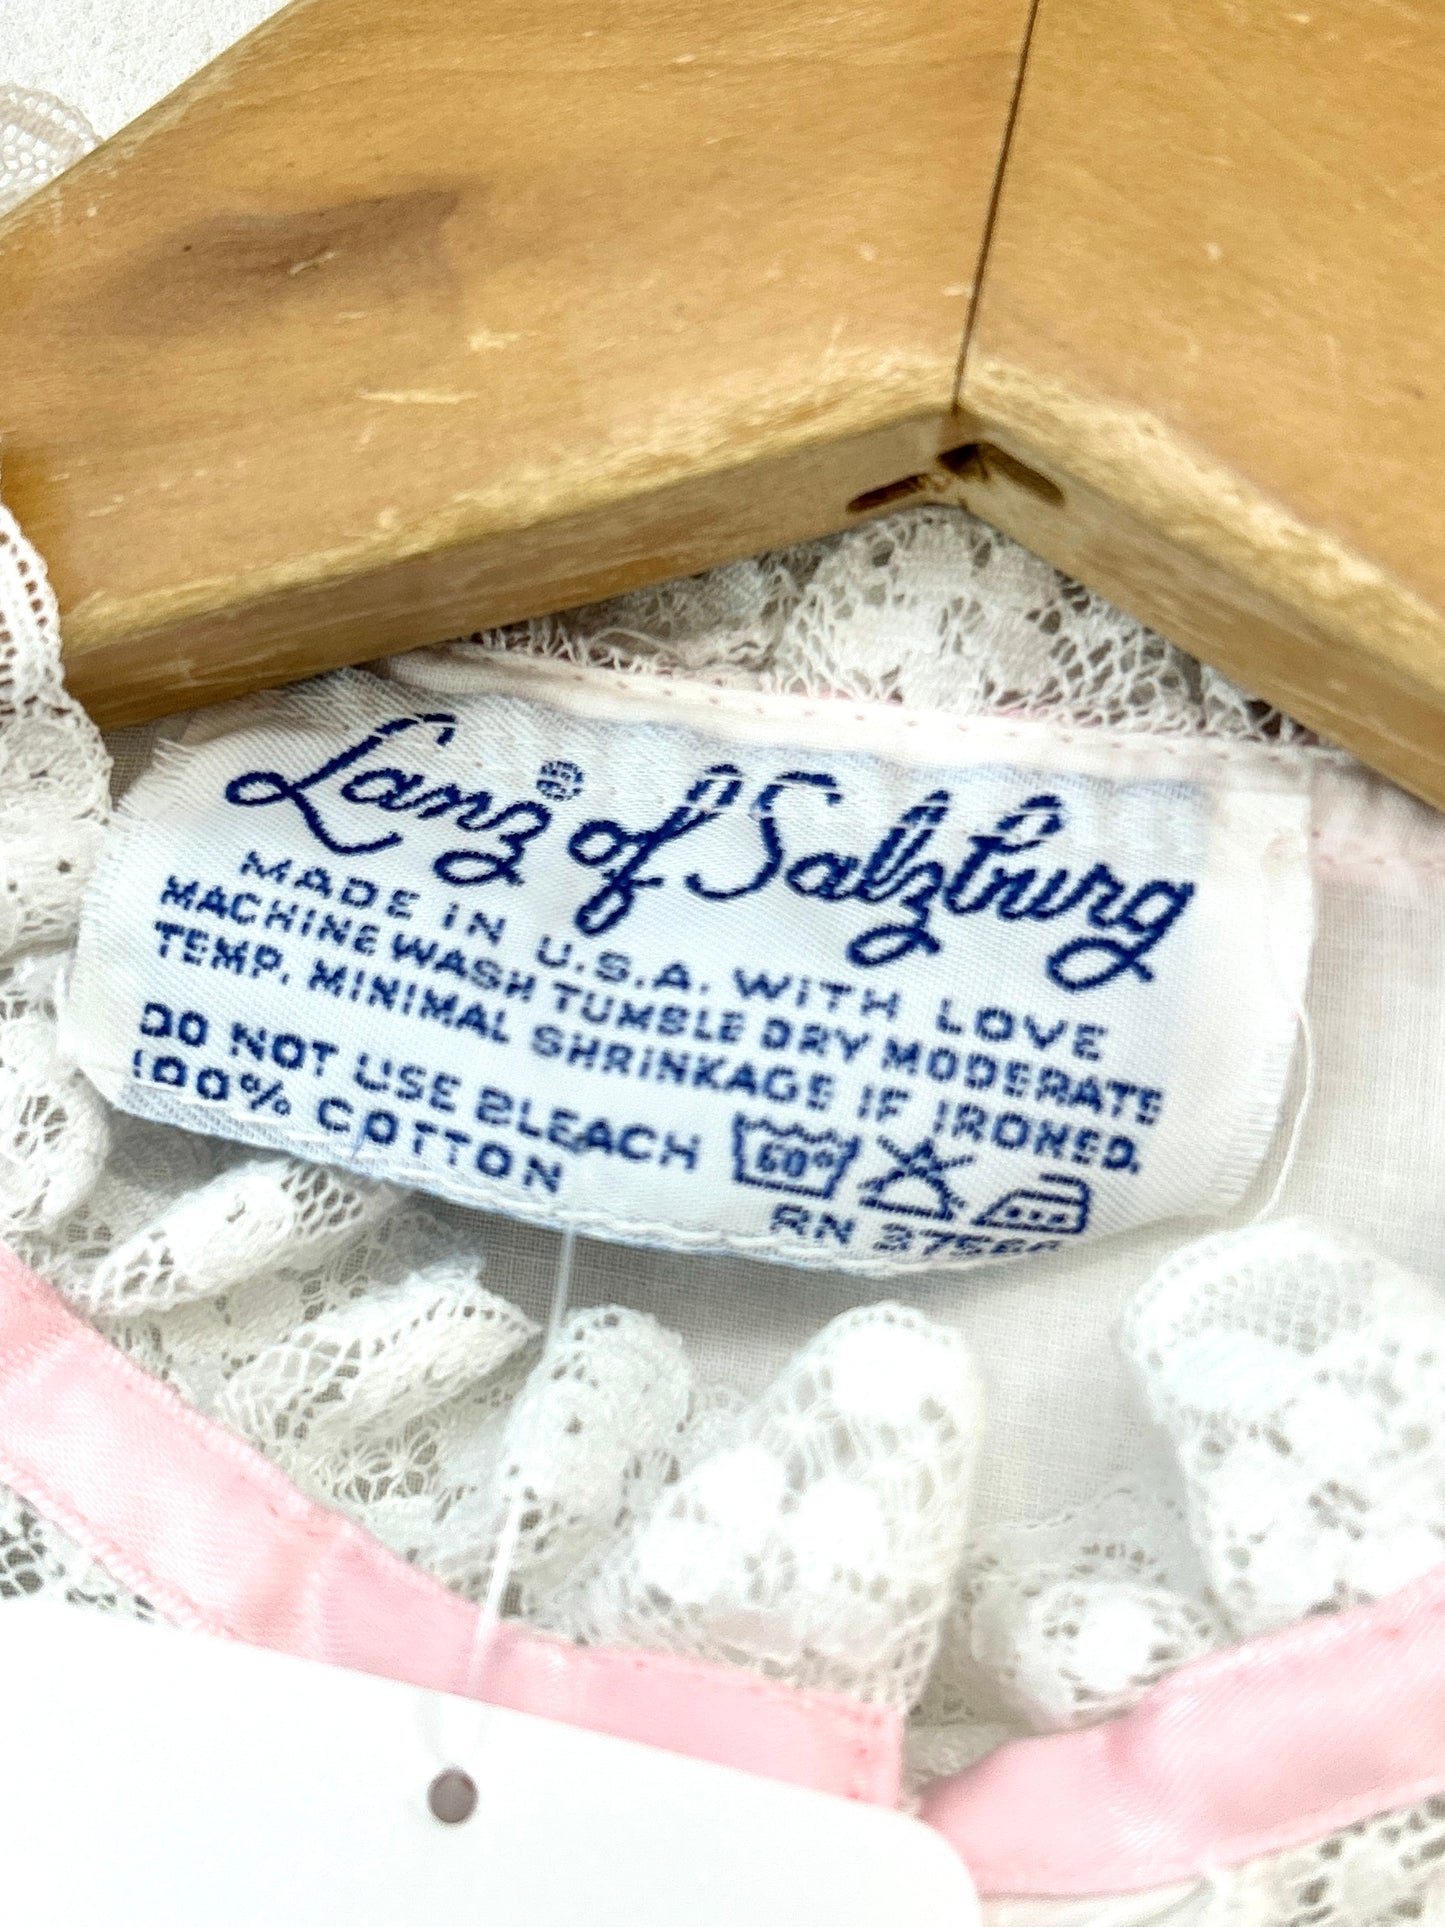 Lanz® of Salzburg
MADE IN U.S.A. WITH LOVE
MACHINE WASH TUMBLE DRY MODERATE
TEMP. MINIMAL SHRINKAGE IF IRONED.
DO NOT USE BLEACH 60°
100% COTTON
RN